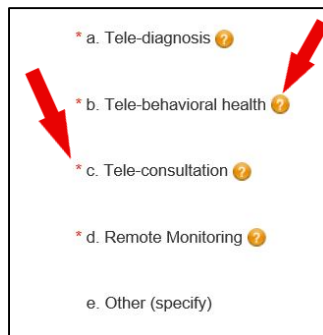 * a. Tele-diagnosis ?
* b. Tele-behavioral health ?
* c. Tele-consultation ?
* d. Remote Monitoring ?
e. Other (specify)